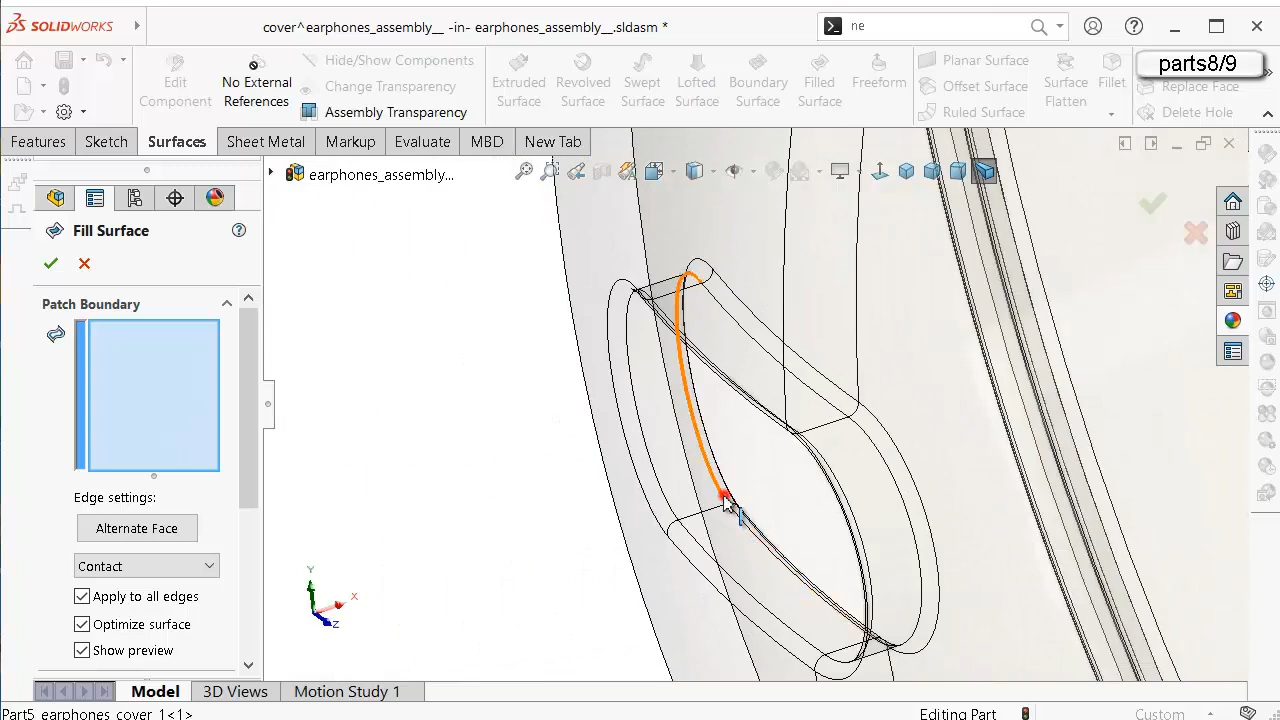 SOLIDWORKS
cover^earphones_assembly__ -in- earphones_assembly__.sldasm *
ne
Edit Component
No External References
Hide/Show Components
Change Transparency
Assembly Transparency
Extruded Surface
Revolved Surface
Swept Surface
Lofted Surface
Boundary Surface
Filled Surface
Freeform
Planar Surface
Offset Surface
Ruled Surface
Surface Flatten
Fillet
parts8/9
Replace Face
Delete Hole
Features
Sketch
Surfaces
Sheet Metal
Markup
Evaluate
MBD
New Tab
earphones_assembly...
Fill Surface
Patch Boundary
Edge settings:
Alternate Face
Contact
Apply to all edges
Optimize surface
Show preview
Y
X
Z
Model
3D Views
Motion Study 1
Part5_earphones_cover_1<1>
Editing Part
Custom